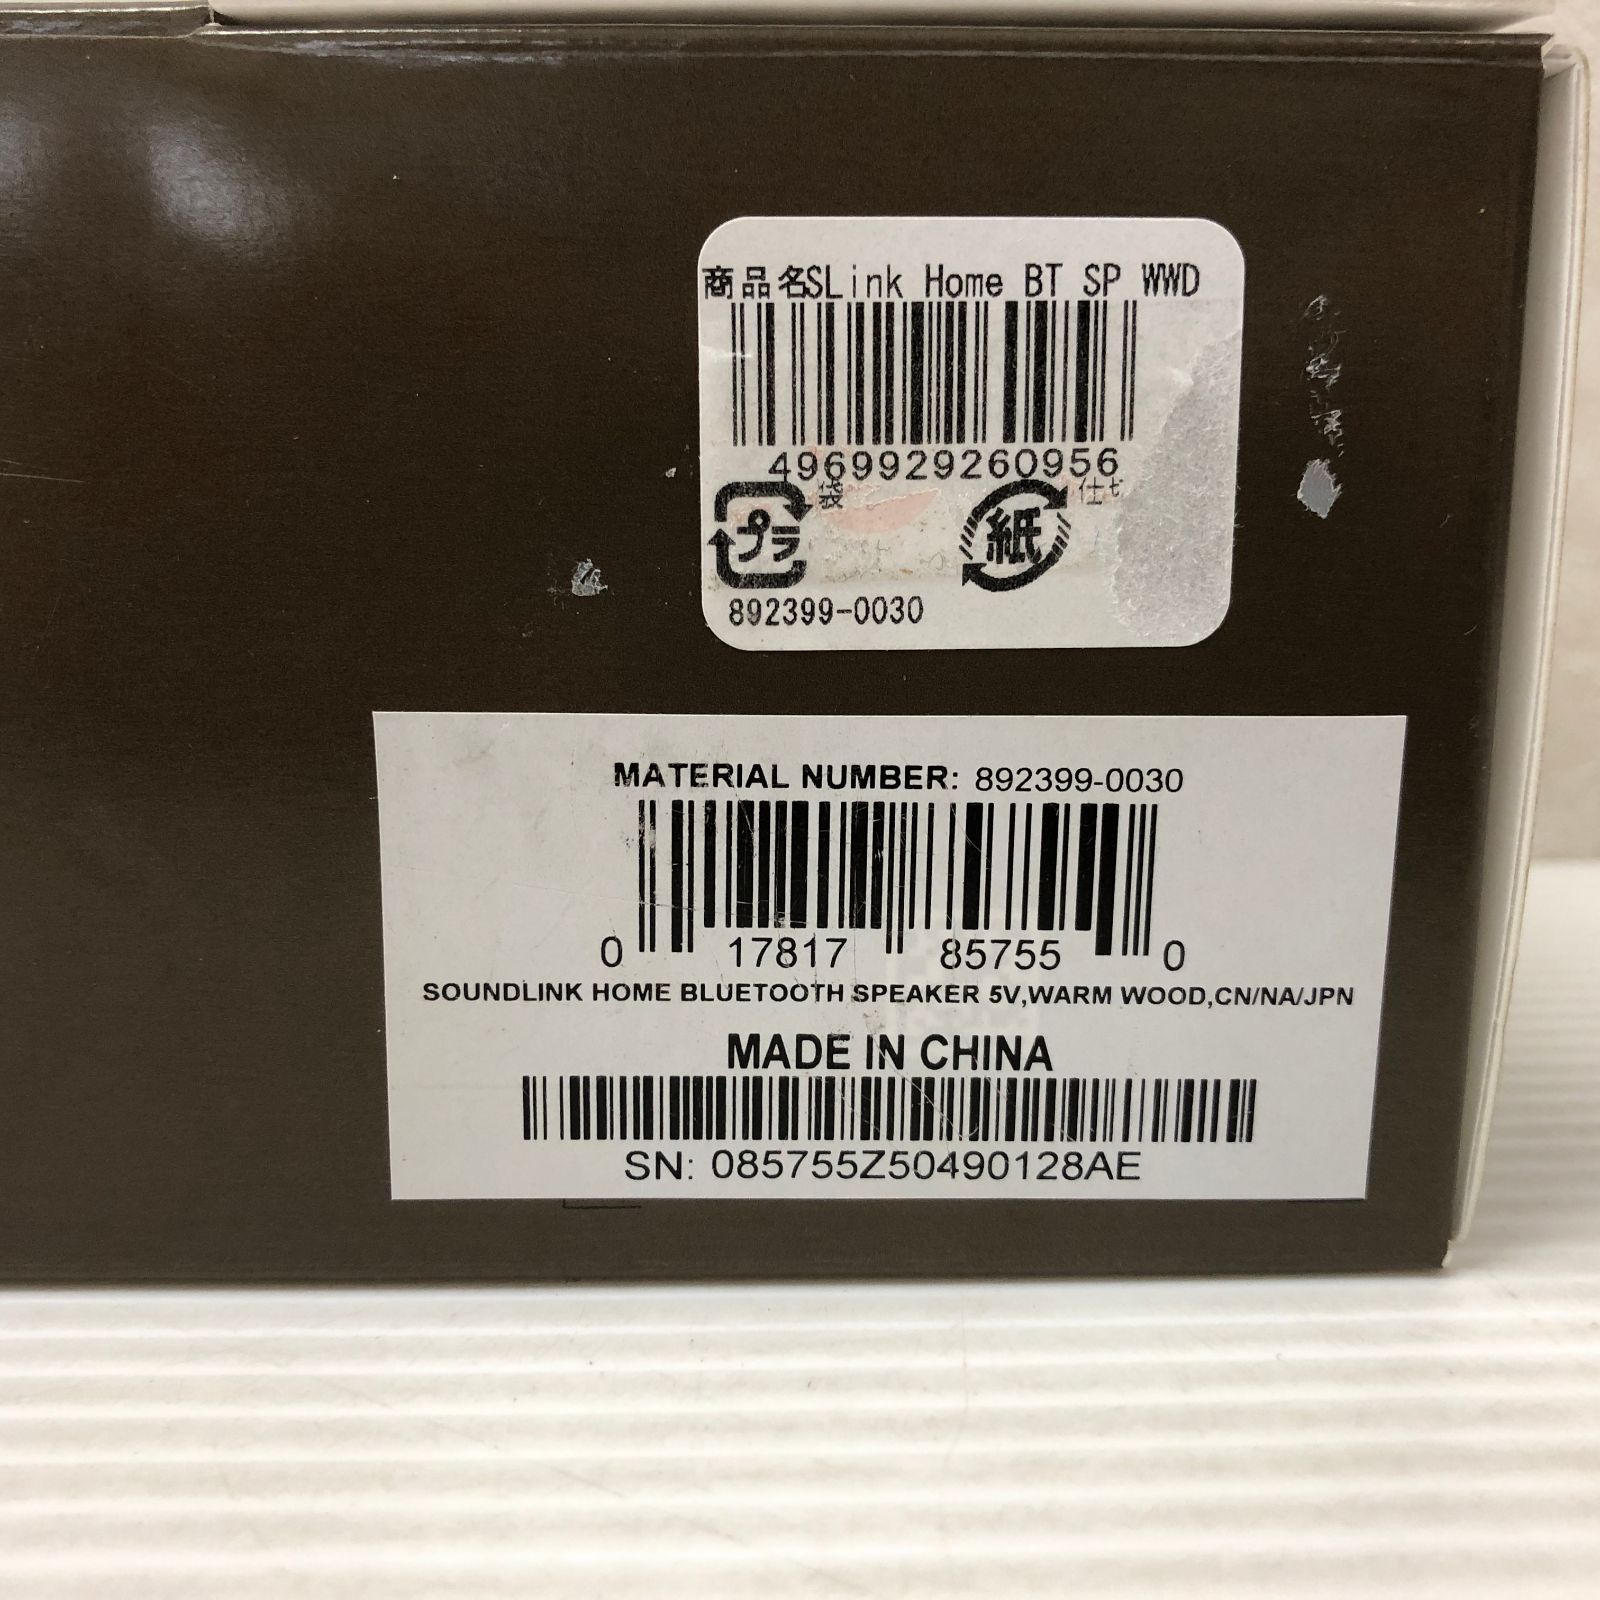 商品名SLink Home BT SP WWD
4969929260956
プラ 袋 紙 仕
892399-0030
MATERIAL NUMBER: 892399-0030
0 17817 85755 0
SOUNDLINK HOME BLUETOOTH SPEAKER 5V,WARM WOOD,CN/NA/JPN
MADE IN CHINA
SN: 085755Z50490128AE